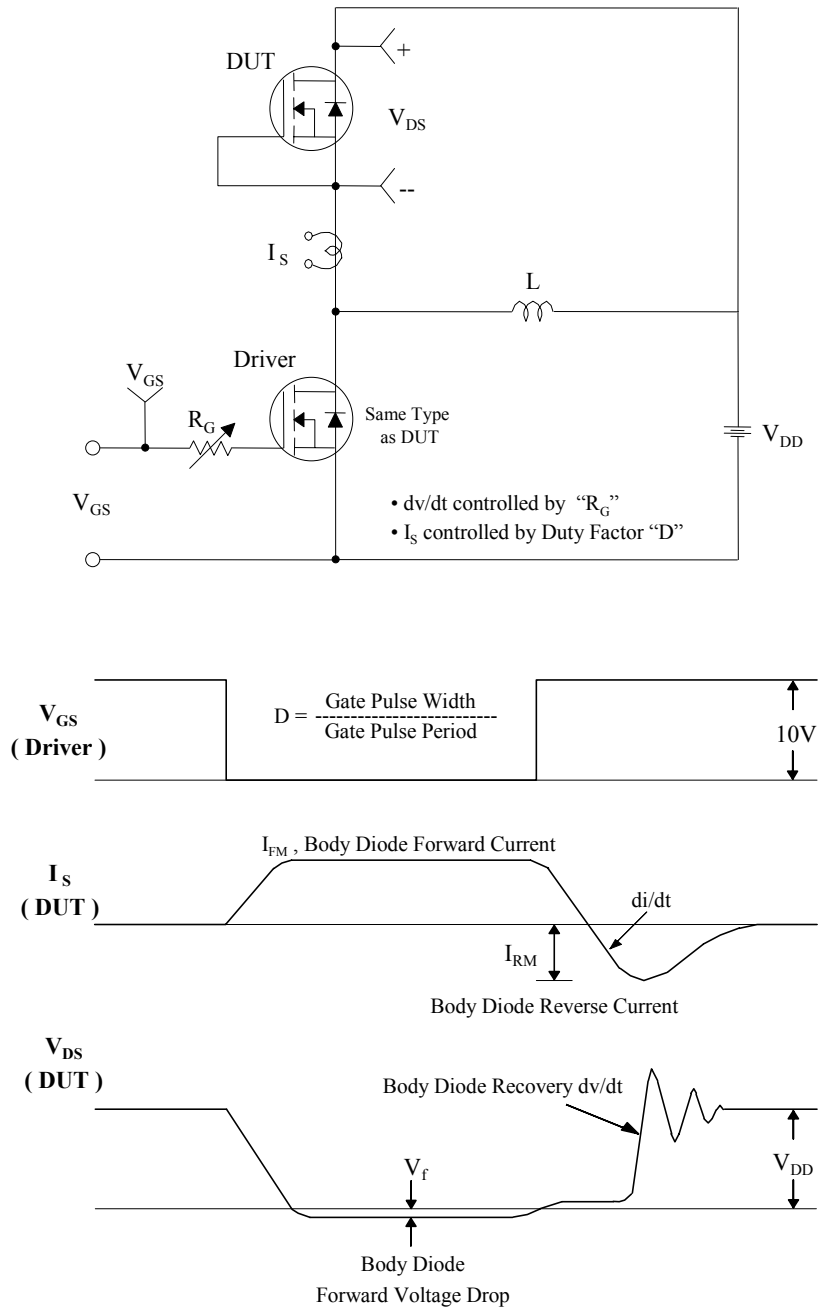 +
DUT
V_DS
--
I_S
L
Driver
V_GS
R_G
Same Type
as DUT
V_DD
V_GS
• dv/dt controlled by “R_G”
• I_S controlled by Duty Factor “D”
V_GS
( Driver )
D = Gate Pulse Width
--------------------------
Gate Pulse Period
10V
I_FM , Body Diode Forward Current
I_S
( DUT )
di/dt
I_RM
Body Diode Reverse Current
V_DS
( DUT )
Body Diode Recovery dv/dt
V_f
V_DD
Body Diode
Forward Voltage Drop